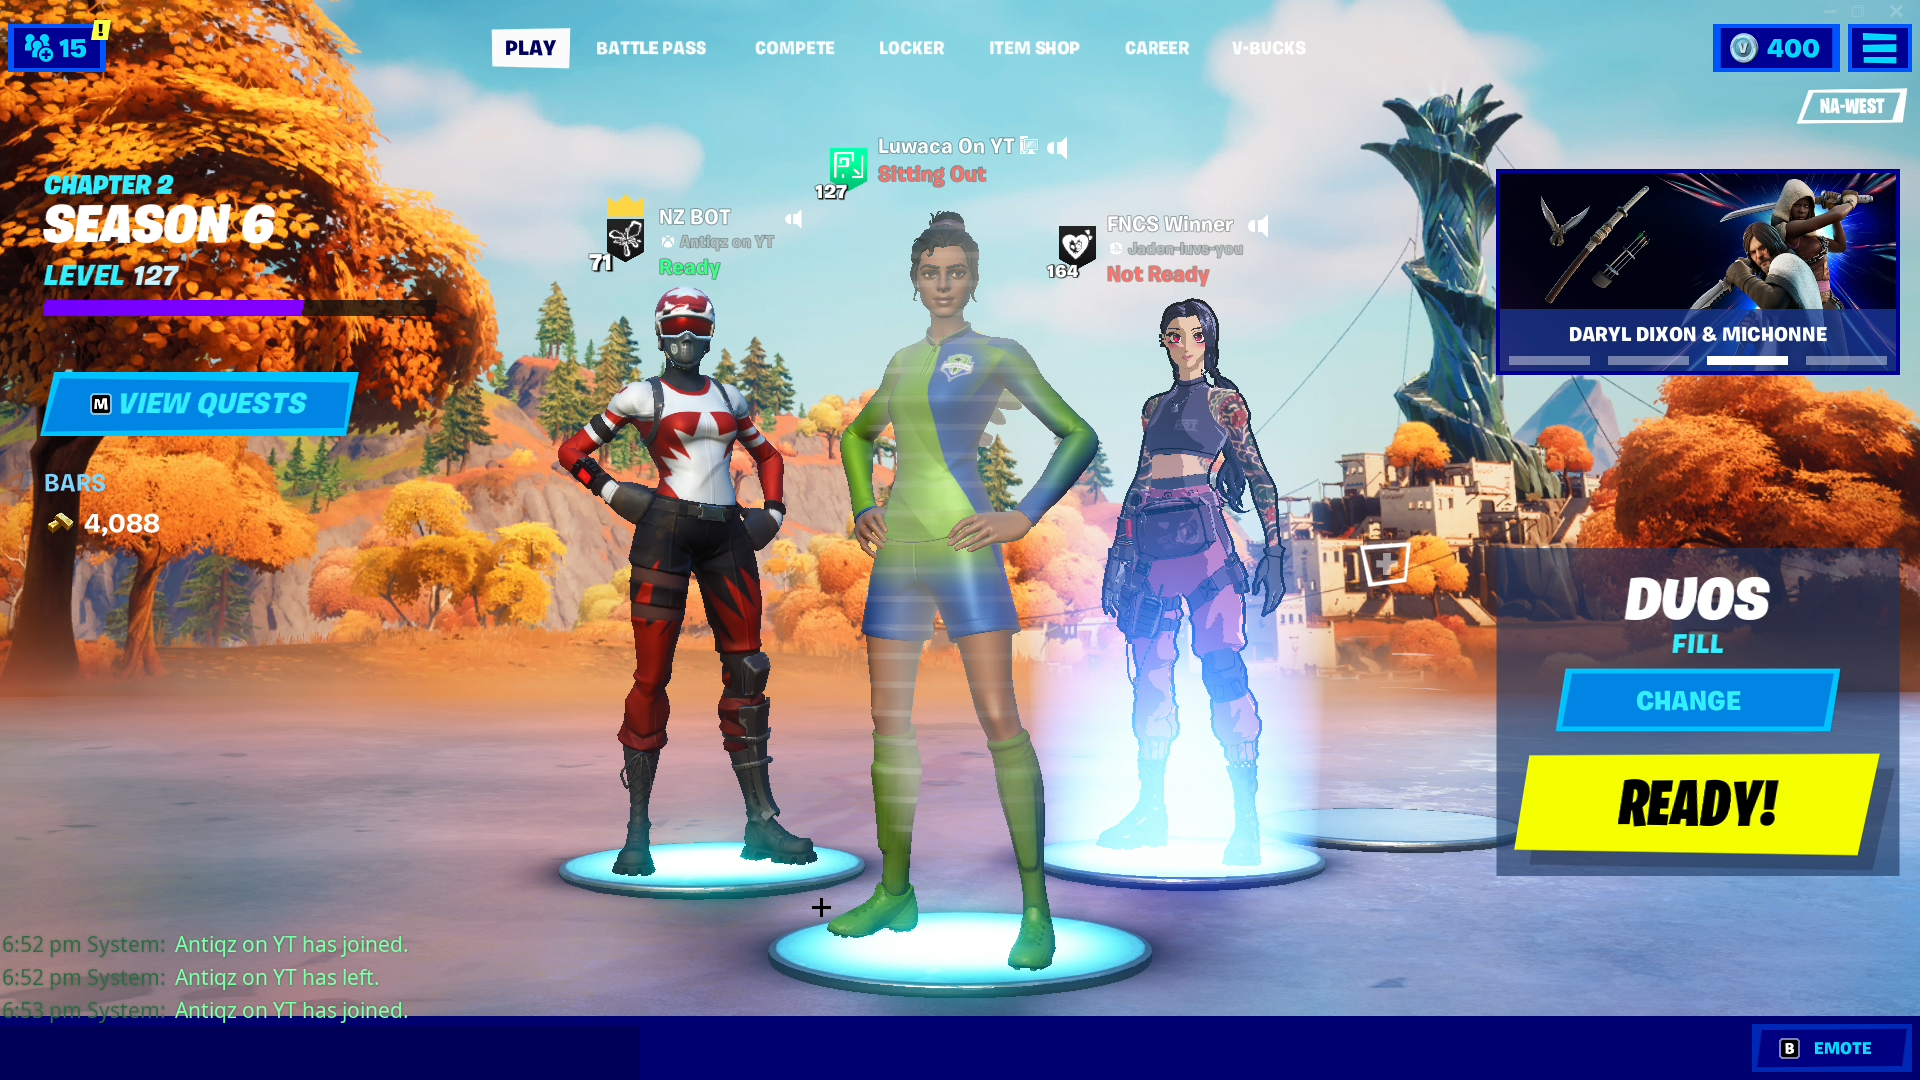 15 !
PLAY BATTLE PASS COMPETE LOCKER ITEM SHOP CAREER V-BUCKS
V 400
NA-WEST
CHAPTER 2
SEASON 6
LEVEL 127
M VIEW QUESTS
BARS
4,088
Luwaca On YT
127 Sitting Out
NZ BOT
Antiqz on YT
71 Ready
FNCS Winner
Jaden-luvs-you
164 Not Ready
DARYL DIXON & MICHONNE
DUOS
FILL
CHANGE
READY!
6:52 pm System: Antiqz on YT has joined.
6:52 pm System: Antiqz on YT has left.
6:53 pm System: Antiqz on YT has joined.
B EMOTE